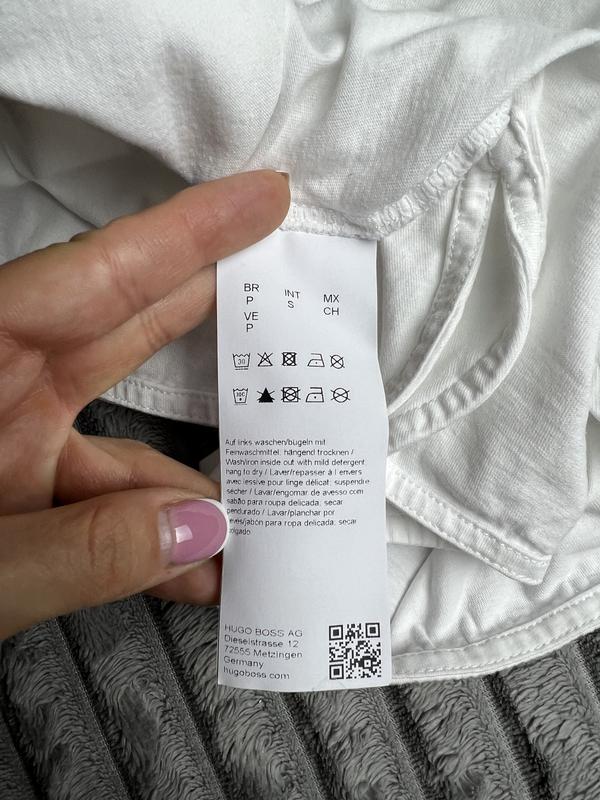 BR INT MX
P S CH
VE
P
30
30C
Auf links waschen/bügeln mit
Feinwaschmittel: hängend trocknen /
Wash/iron inside out with mild detergent:
hang to dry / Laver/repasser à l envers
avec lessive pour linge délicat: suspendre
sécher / Lavar/engomar de avesso com
sabão para roupa delicada: secar
pendurado / Lavar/planchar por
jabón para ropa delicada: secar
HUGO BOSS AG
Dieselstrasse 12
72555 Metzingen
Germany
hugoboss.com